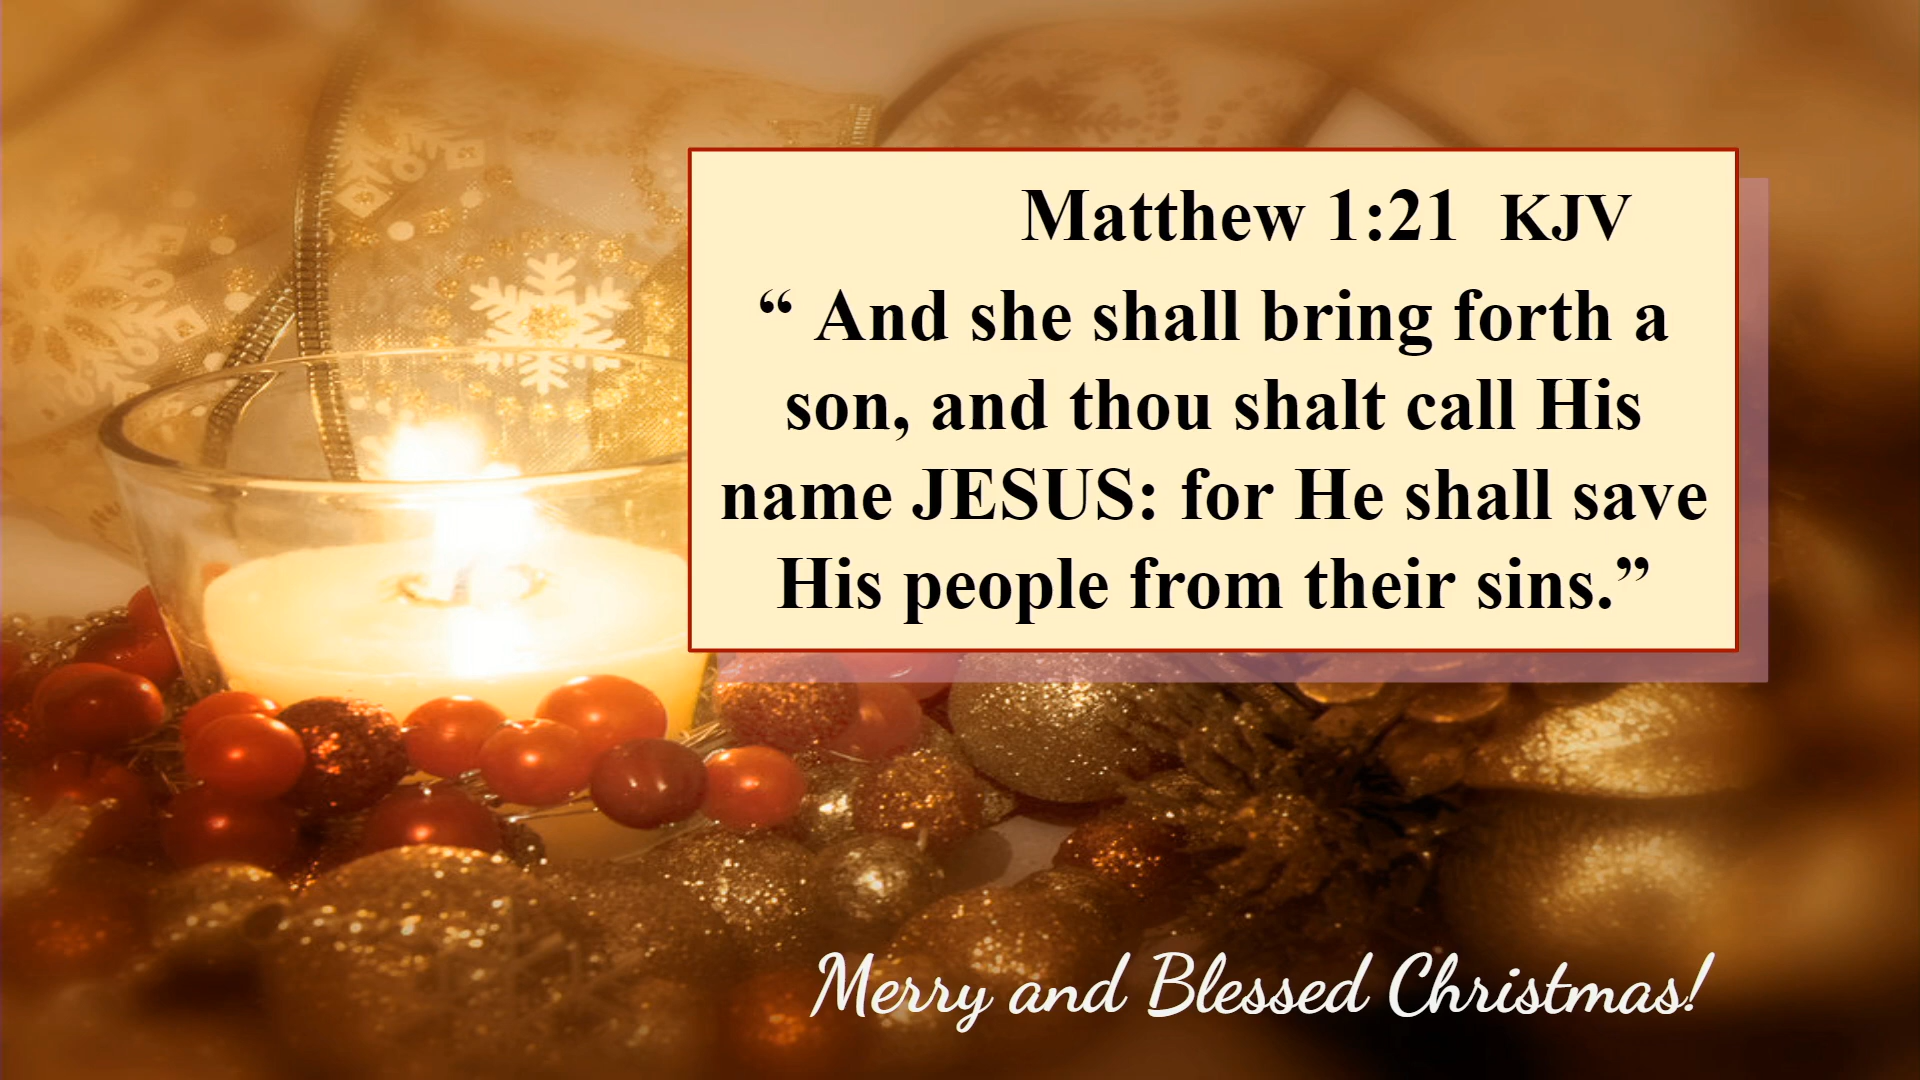 Matthew 1:21 KJV
“ And she shall bring forth a
son, and thou shalt call His
name JESUS: for He shall save
His people from their sins.”
Merry and Blessed Christmas!